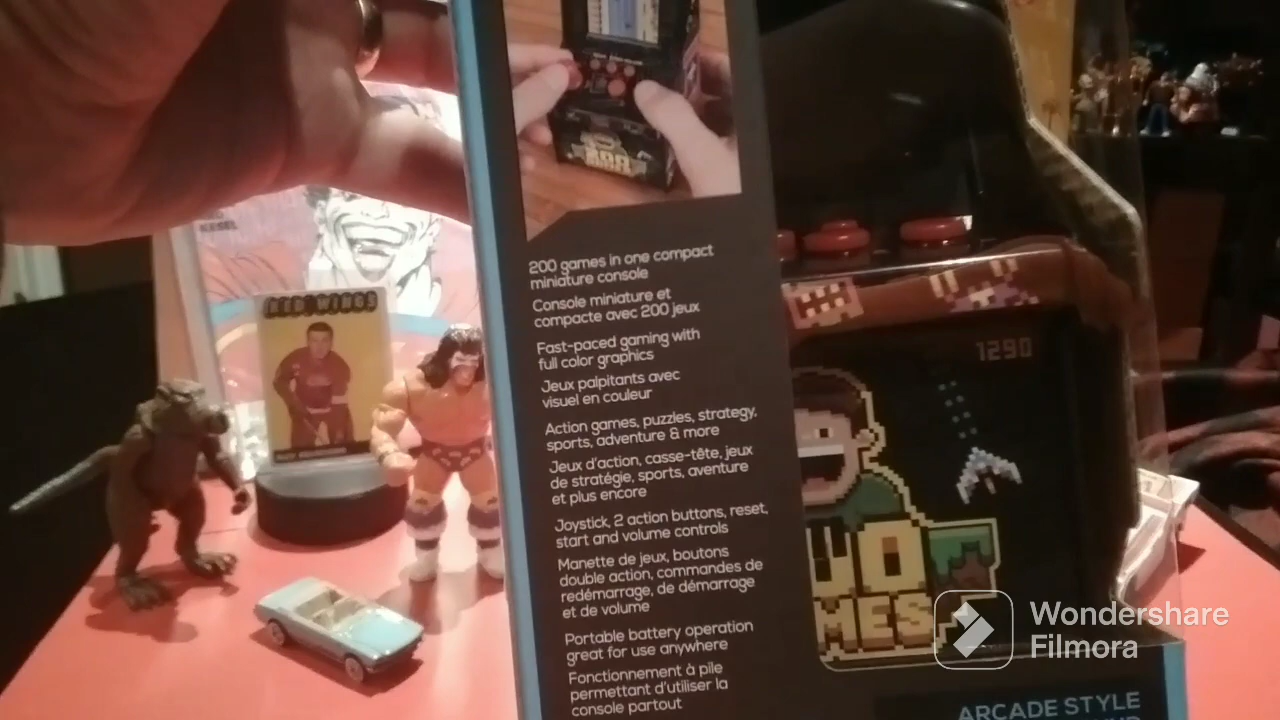 KESEL
RED WINGS
200
200 games in one compact
miniature console
Console miniature et
compacte avec 200 jeux
Fast-paced gaming with
full color graphics
Jeux palpitants avec
visuel en couleur
Action games, puzzles, strategy,
sports, adventure & more
Jeux d'action, casse-tête, jeux
de stratégie, sports, aventure
et plus encore
Joystick, 2 action buttons, reset,
start and volume controls
Manette de jeux, boutons
double action, commandes de
redémarrage, de démarrage
et de volume
Portable battery operation
great for use anywhere
Fonctionnement à pile
permettant d'utiliser la
console partout
1290
Wondershare
Filmora
ARCADE STYLE